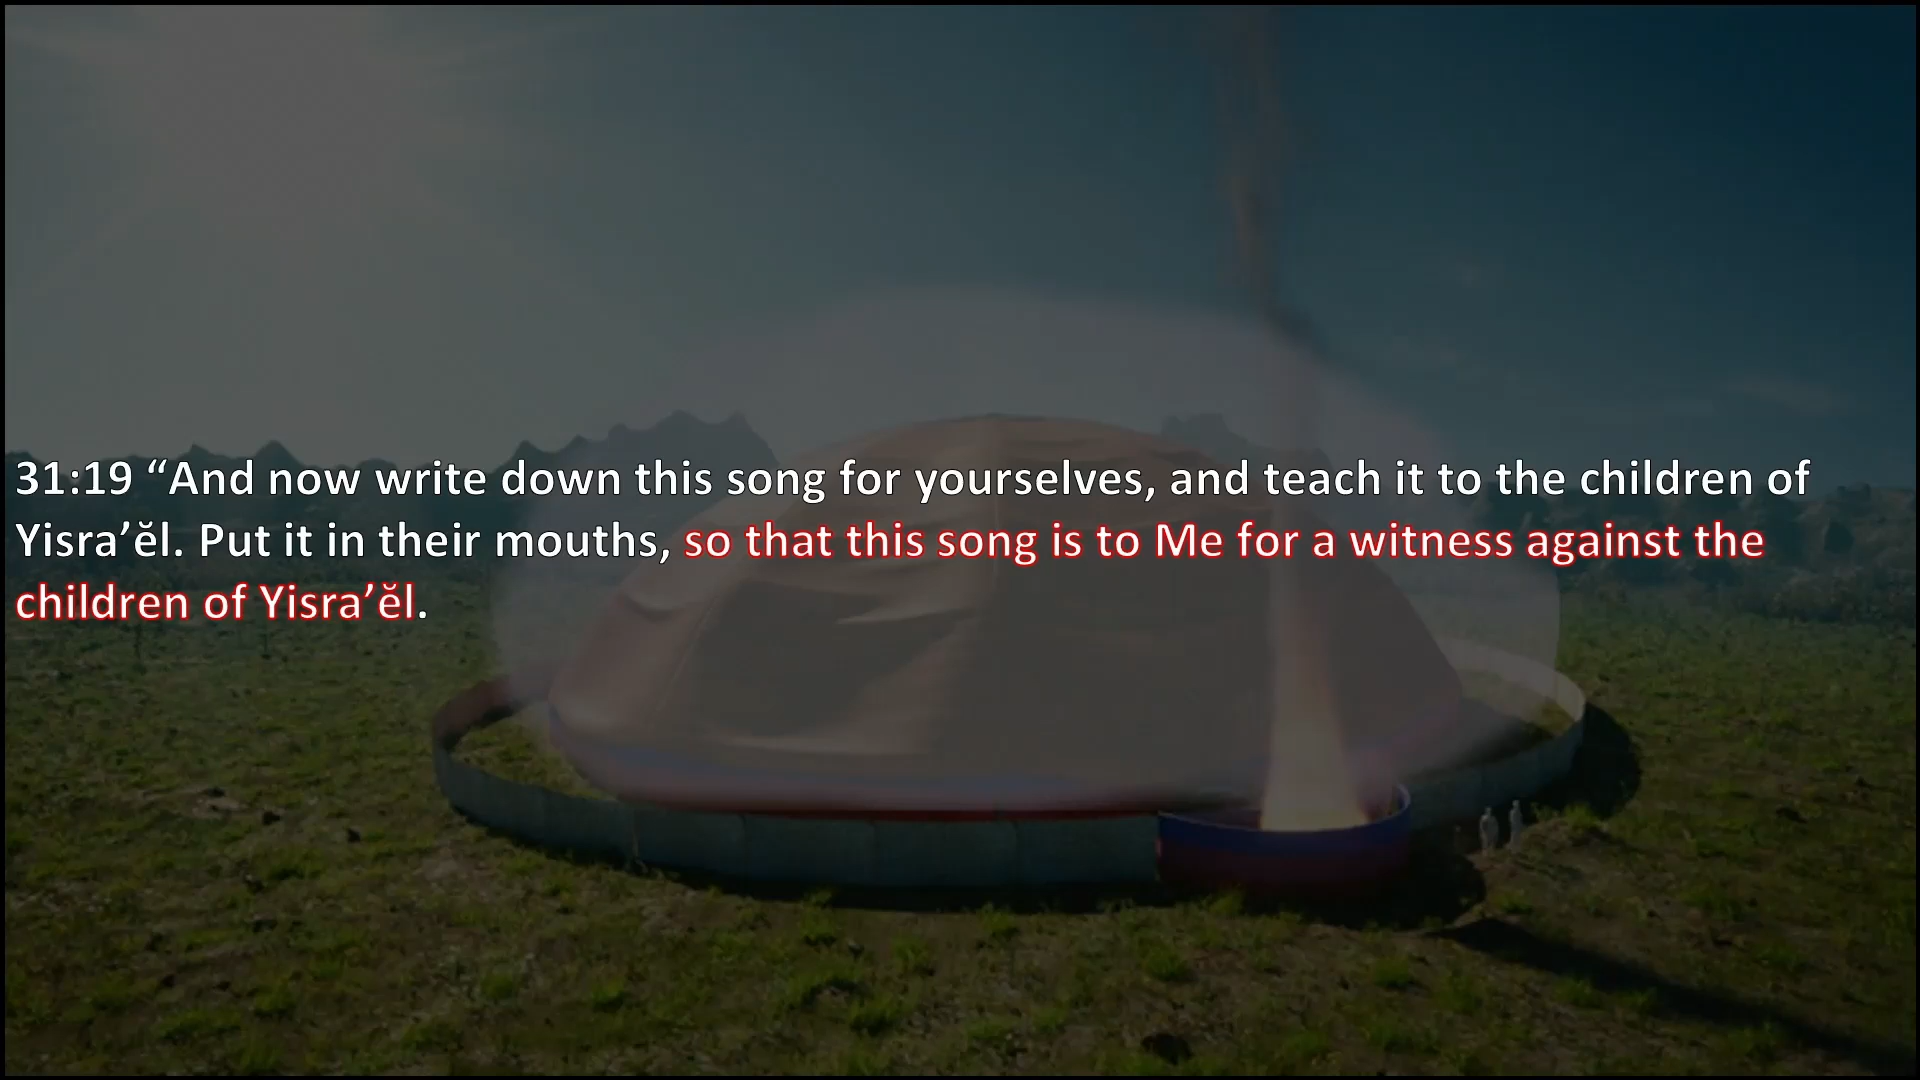 31:19 “And now write down this song for yourselves, and teach it to the children of
Yisra’ĕl. Put it in their mouths, so that this song is to Me for a witness against the
children of Yisra’ĕl.